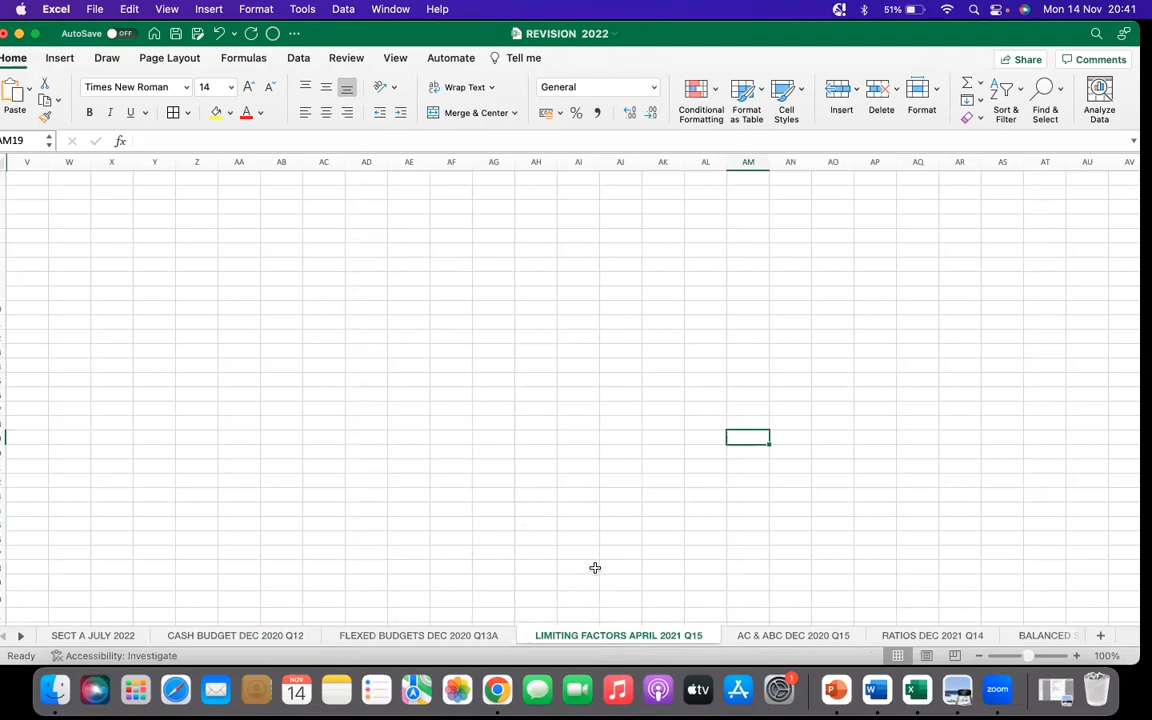 Excel File Edit View Insert Format Tools Data Window Help 51% Mon 14 Nov 20:41
AutoSave OFF REVISION 2022
Home Insert Draw Page Layout Formulas Data Review View Automate Tell me Share Comments
Times New Roman 14 Wrap Text General
Paste B I U Merge & Center Conditional Formatting Format as Table Cell Styles Insert Delete Format Sort & Filter Find & Select Analyze Data
AM19 fx
V W X Y Z AA AB AC AD AE AF AG AH AI AJ AK AL AM AN AO AP AQ AR AS AT AU AV
SECT A JULY 2022 CASH BUDGET DEC 2020 Q12 FLEXED BUDGETS DEC 2020 Q13A LIMITING FACTORS APRIL 2021 Q15 AC & ABC DEC 2020 Q15 RATIOS DEC 2021 Q14 BALANCED
Ready Accessibility: Investigate 100%
NOV
14
1
zoom